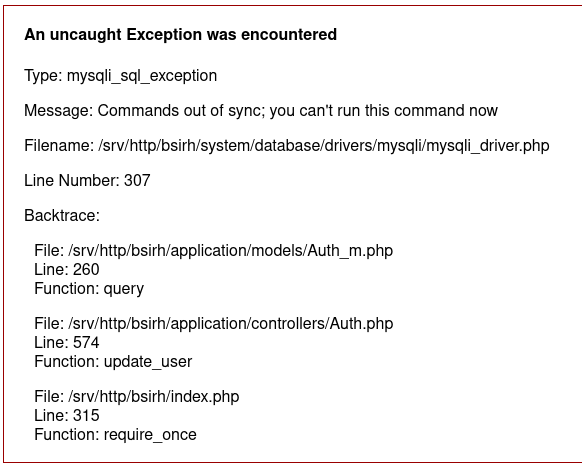 An uncaught Exception was encountered
Type: mysqli_sql_exception
Message: Commands out of sync; you can't run this command now
Filename: /srv/http/bsirh/system/database/drivers/mysqli/mysqli_driver.php
Line Number: 307
Backtrace:
File: /srv/http/bsirh/application/models/Auth_m.php
Line: 260
Function: query
File: /srv/http/bsirh/application/controllers/Auth.php
Line: 574
Function: update_user
File: /srv/http/bsirh/index.php
Line: 315
Function: require_once